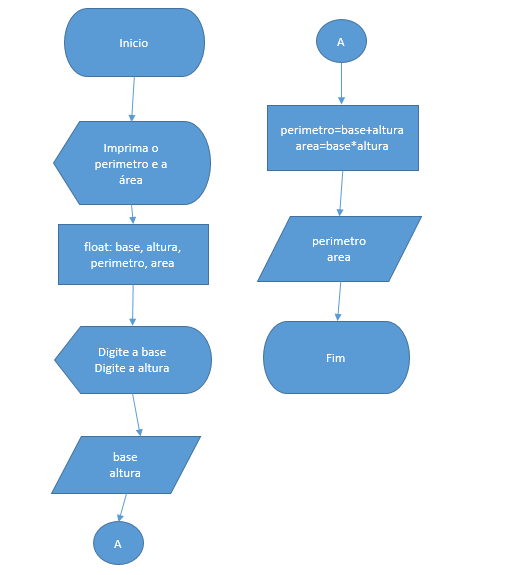 Inicio
Imprima o
perimetro e a
área
float: base, altura,
perimetro, area
Digite a base
Digite a altura
base
altura
A
A
perimetro=base+altura
area=base*altura
perimetro
area
Fim